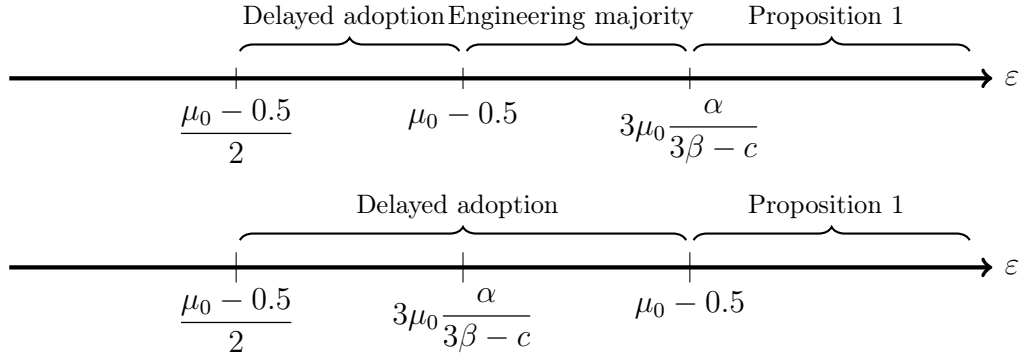 Delayed adoption Engineering majority Proposition 1
ε
(μ₀ − 0.5)/2 μ₀ − 0.5 3μ₀ α/(3β − c)
Delayed adoption Proposition 1
ε
(μ₀ − 0.5)/2 3μ₀ α/(3β − c) μ₀ − 0.5